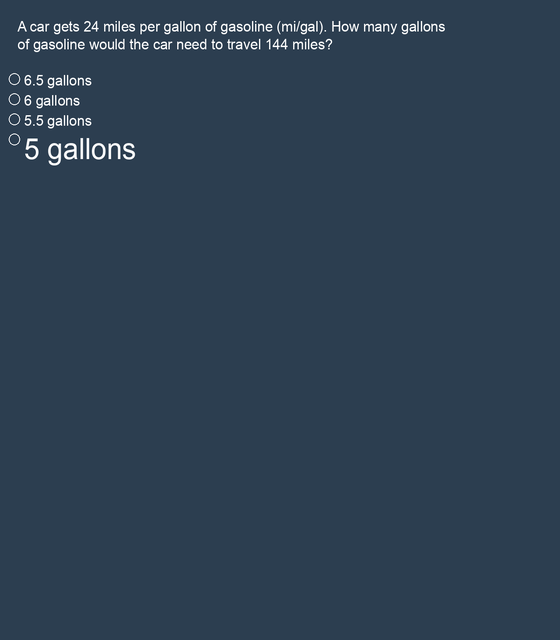 A car gets 24 miles per gallon of gasoline (mi/gal). How many gallons
of gasoline would the car need to travel 144 miles?
6.5 gallons
6 gallons
5.5 gallons
5 gallons